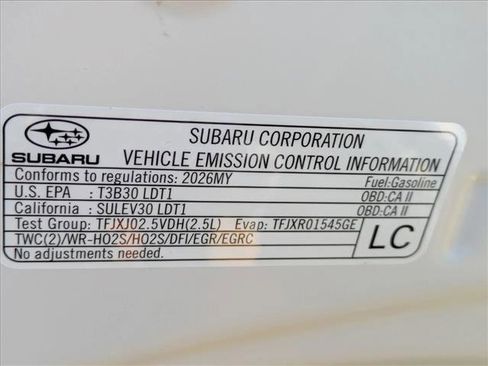 SUBARU CORPORATION
SUBARU VEHICLE EMISSION CONTROL INFORMATION
Conforms to regulations: 2026MY Fuel:Gasoline
U.S. EPA : T3B30 LDT1 OBD:CA II
California : SULEV30 LDT1 OBD:CA II
Test Group: TFJXJ02.5VDH(2.5L) Evap: TFJXR01545GE
TWC(2)/WR-HO2S/HO2S/DFI/EGR/EGRC LC
No adjustments needed.